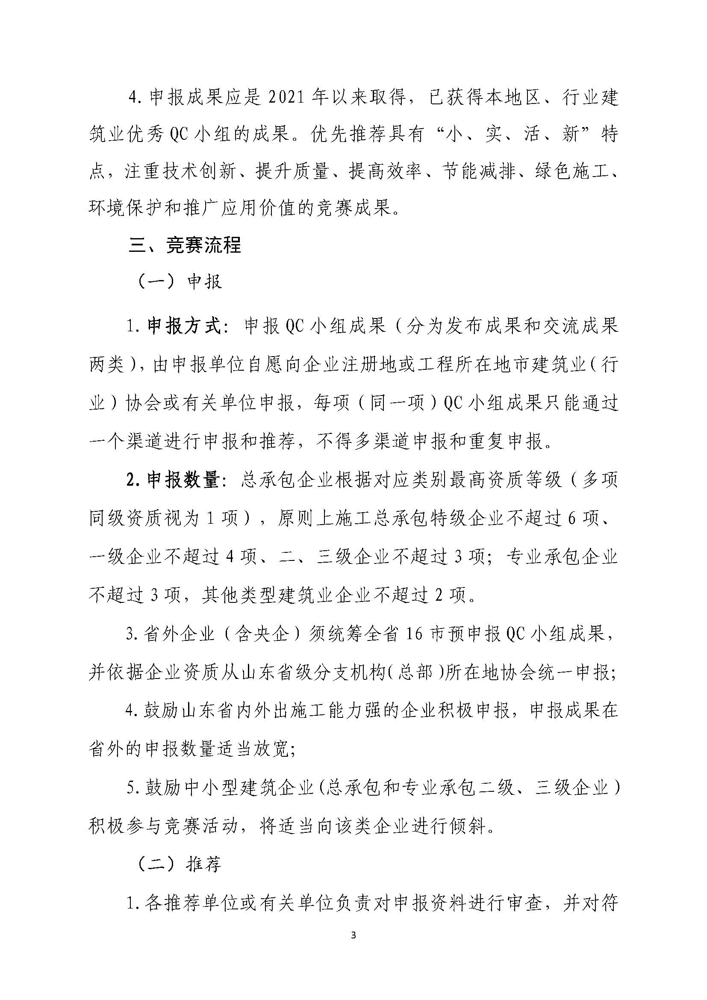 4. 申报成果应是 2021 年以来取得，已获得本地区、行业建
筑业优秀 QC 小组的成果。优先推荐具有“小、实、活、新”特
点，注重技术创新、提升质量、提高效率、节能减排、绿色施工、
环境保护和推广应用价值的竞赛成果。
三、竞赛流程
（一）申报
1. 申报方式：申报 QC 小组成果（分为发布成果和交流成果
两类），由申报单位自愿向企业注册地或工程所在地市建筑业（行
业）协会或有关单位申报，每项（同一项）QC 小组成果只能通过
一个渠道进行申报和推荐，不得多渠道申报和重复申报。
2. 申报数量：总承包企业根据对应类别最高资质等级（多项
同级资质视为 1 项），原则上施工总承包特级企业不超过 6 项、
一级企业不超过 4 项、二、三级企业不超过 3 项；专业承包企业
不超过 3 项，其他类型建筑业企业不超过 2 项。
3. 省外企业（含央企）须统筹全省 16 市预申报 QC 小组成果，
并依据企业资质从山东省级分支机构(总部)所在地协会统一申报；
4. 鼓励山东省内外出施工能力强的企业积极申报，申报成果在
省外的申报数量适当放宽；
5. 鼓励中小型建筑企业(总承包和专业承包二级、三级企业)
积极参与竞赛活动，将适当向该类企业进行倾斜。
（二）推荐
1. 各推荐单位或有关单位负责对申报资料进行审查，并对符
3